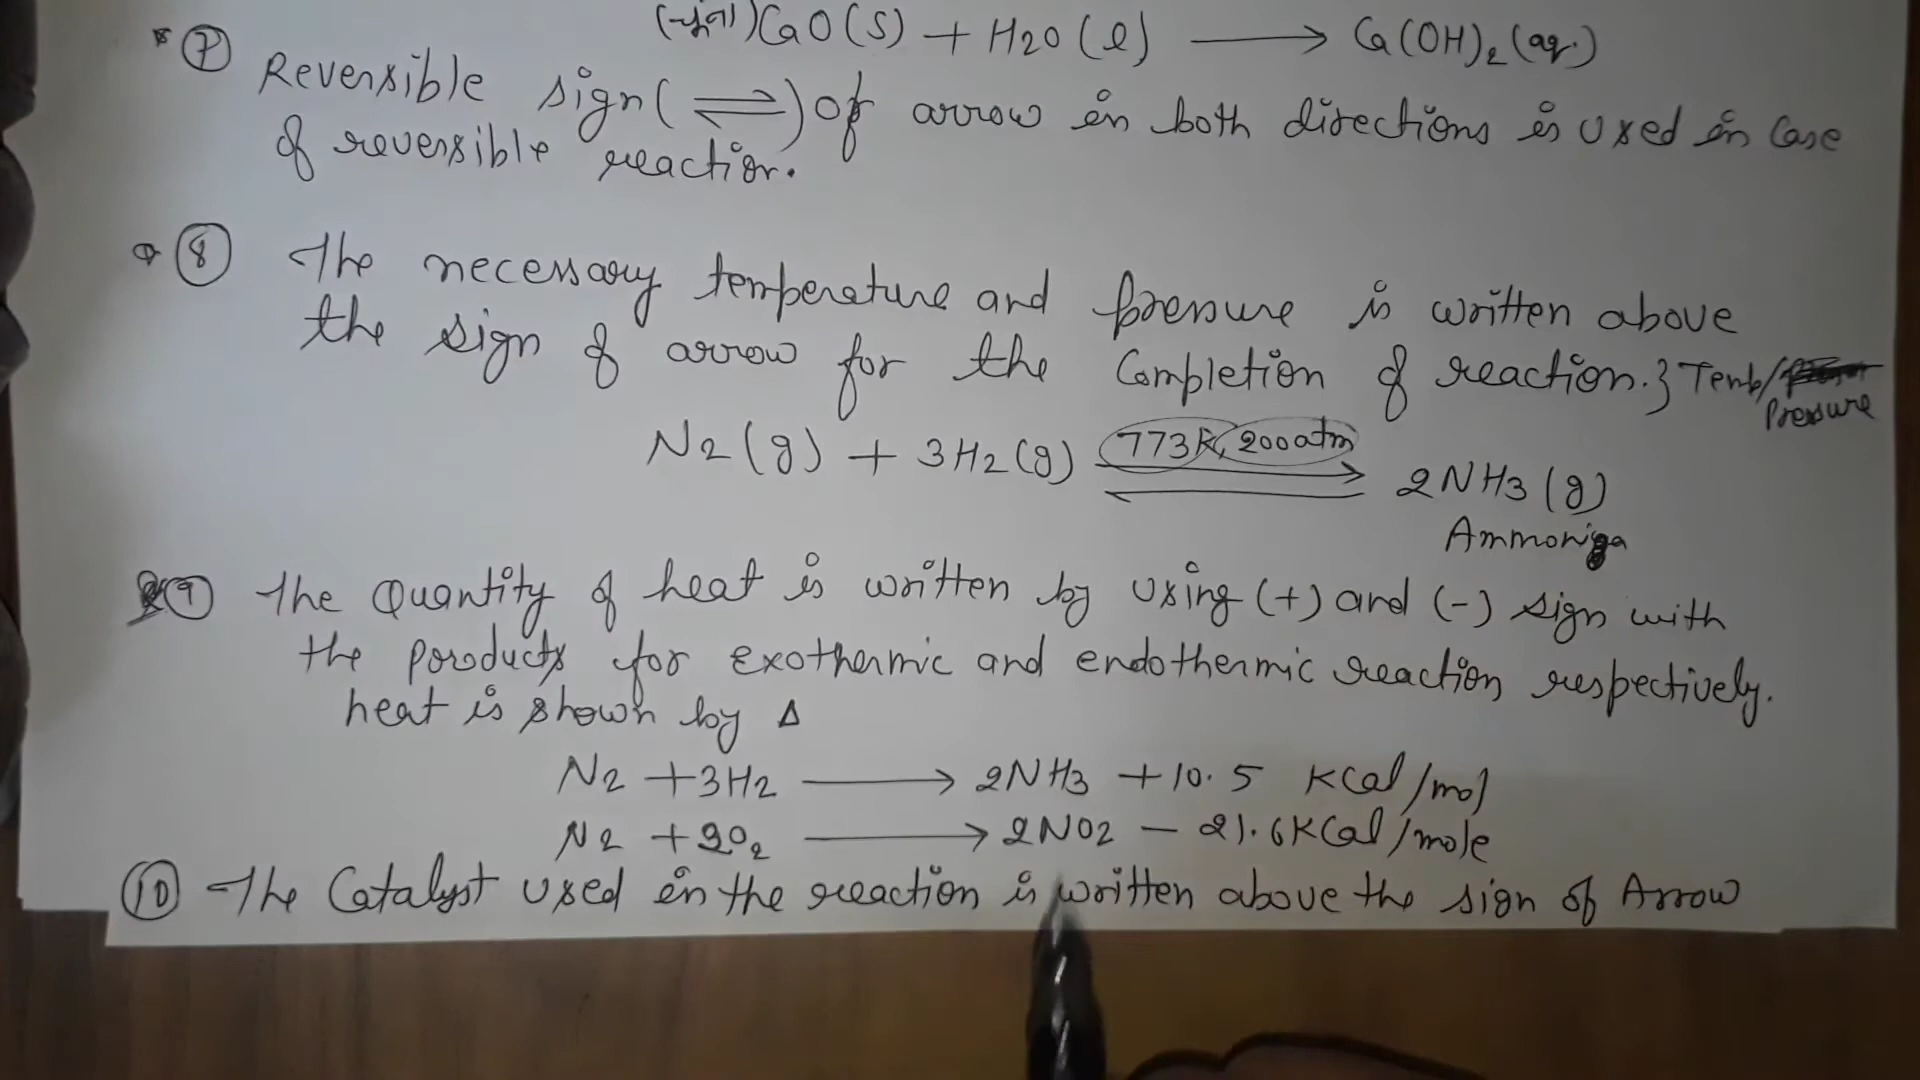 (चूना) CaO(s) + H2O(l) ⟶ Ca(OH)2(aq.)
7 Reversible sign (⇌) of arrow in both directions is used in Case
of reversible reaction.
8 The necessary temperature and pressure is written above
the sign of arrow for the Completion of reaction.} Temp/
Pressure
N2(g) + 3H2(g) ⇌ 2NH3(g)
773K, 200atm
Ammonia
9 The Quantity of heat is written by using (+) and (-) sign with
the products for exothermic and endothermic reaction respectively.
heat is shown by Δ
N2 + 3H2 ⟶ 2NH3 + 10.5 KCal/mol
N2 + 2O2 ⟶ 2NO2 - 21.6KCal/mole
10 The Catalyst used in the reaction is written above the sign of Arrow